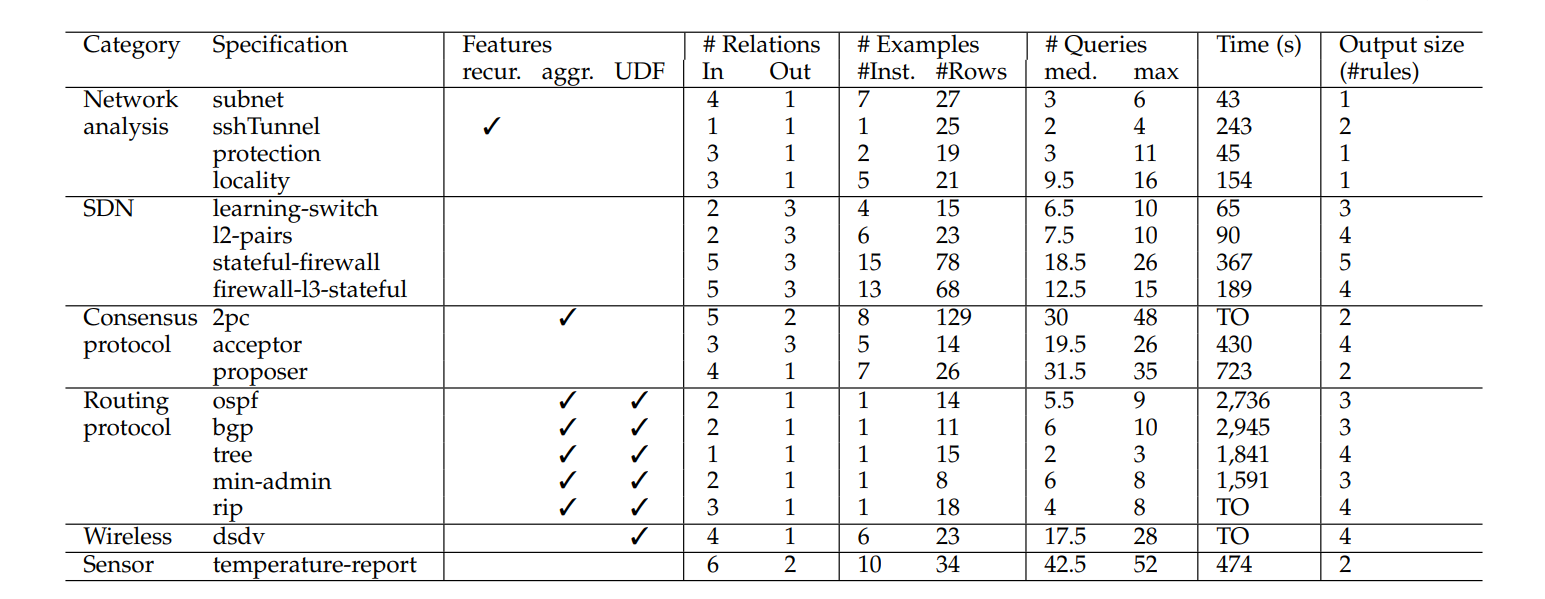 Category Specification Features # Relations # Examples # Queries Time (s) Output size
recur. aggr. UDF In Out #Inst. #Rows med. max (#rules)
Network subnet 4 1 7 27 3 6 43 1
analysis sshTunnel ✓ 1 1 1 25 2 4 243 2
protection 3 1 2 19 3 11 45 1
locality 3 1 5 21 9.5 16 154 1
SDN learning-switch 2 3 4 15 6.5 10 65 3
l2-pairs 2 3 6 23 7.5 10 90 4
stateful-firewall 5 3 15 78 18.5 26 367 5
firewall-l3-stateful 5 3 13 68 12.5 15 189 4
Consensus 2pc ✓ 5 2 8 129 30 48 TO 2
protocol acceptor 3 3 5 14 19.5 26 430 4
proposer 4 1 7 26 31.5 35 723 2
Routing ospf ✓ ✓ 2 1 1 14 5.5 9 2,736 3
protocol bgp ✓ ✓ 2 1 1 11 6 10 2,945 3
tree ✓ ✓ 1 1 1 15 2 3 1,841 4
min-admin ✓ ✓ 2 1 1 8 6 8 1,591 3
rip ✓ ✓ 3 1 1 18 4 8 TO 4
Wireless dsdv ✓ 4 1 6 23 17.5 28 TO 4
Sensor temperature-report 6 2 10 34 42.5 52 474 2